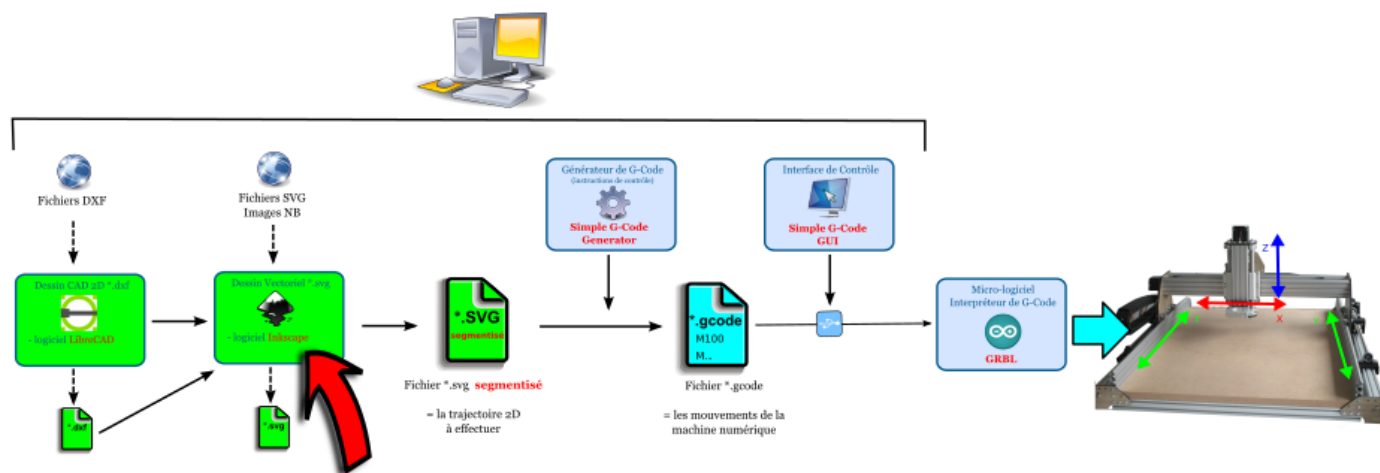 Fichiers DXF
Fichiers SVG
Images NB
Générateur de G-Code
(instructions de contrôle)
Simple G-Code
Generator
Interface de Contrôle
Simple G-Code
GUI
Dessin CAD 2D *.dxf
- logiciel LibreCAD
Dessin Vectoriel *.svg
- logiciel Inkscape
*.SVG
segmentisé
*.gcode
M100
M..
Micro-logiciel
Interpréteur de G-Code
GRBL
Z
X
Fichier *.svg segmentisé
= la trajectoire 2D
à effectuer
Fichier *.gcode
= les mouvements de la
machine numérique
*.dxf
*.svg